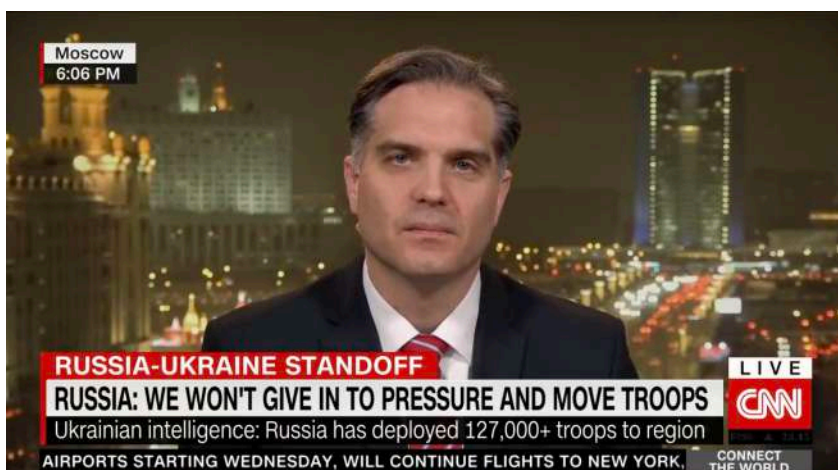 Moscow
6:06 PM
RUSSIA-UKRAINE STANDOFF
LIVE
RUSSIA: WE WON'T GIVE IN TO PRESSURE AND MOVE TROOPS
CNN
Ukrainian intelligence: Russia has deployed 127,000+ troops to region
AIRPORTS STARTING WEDNESDAY, WILL CONTINUE FLIGHTS TO NEW YORK,
CONNECT
THE WORLD